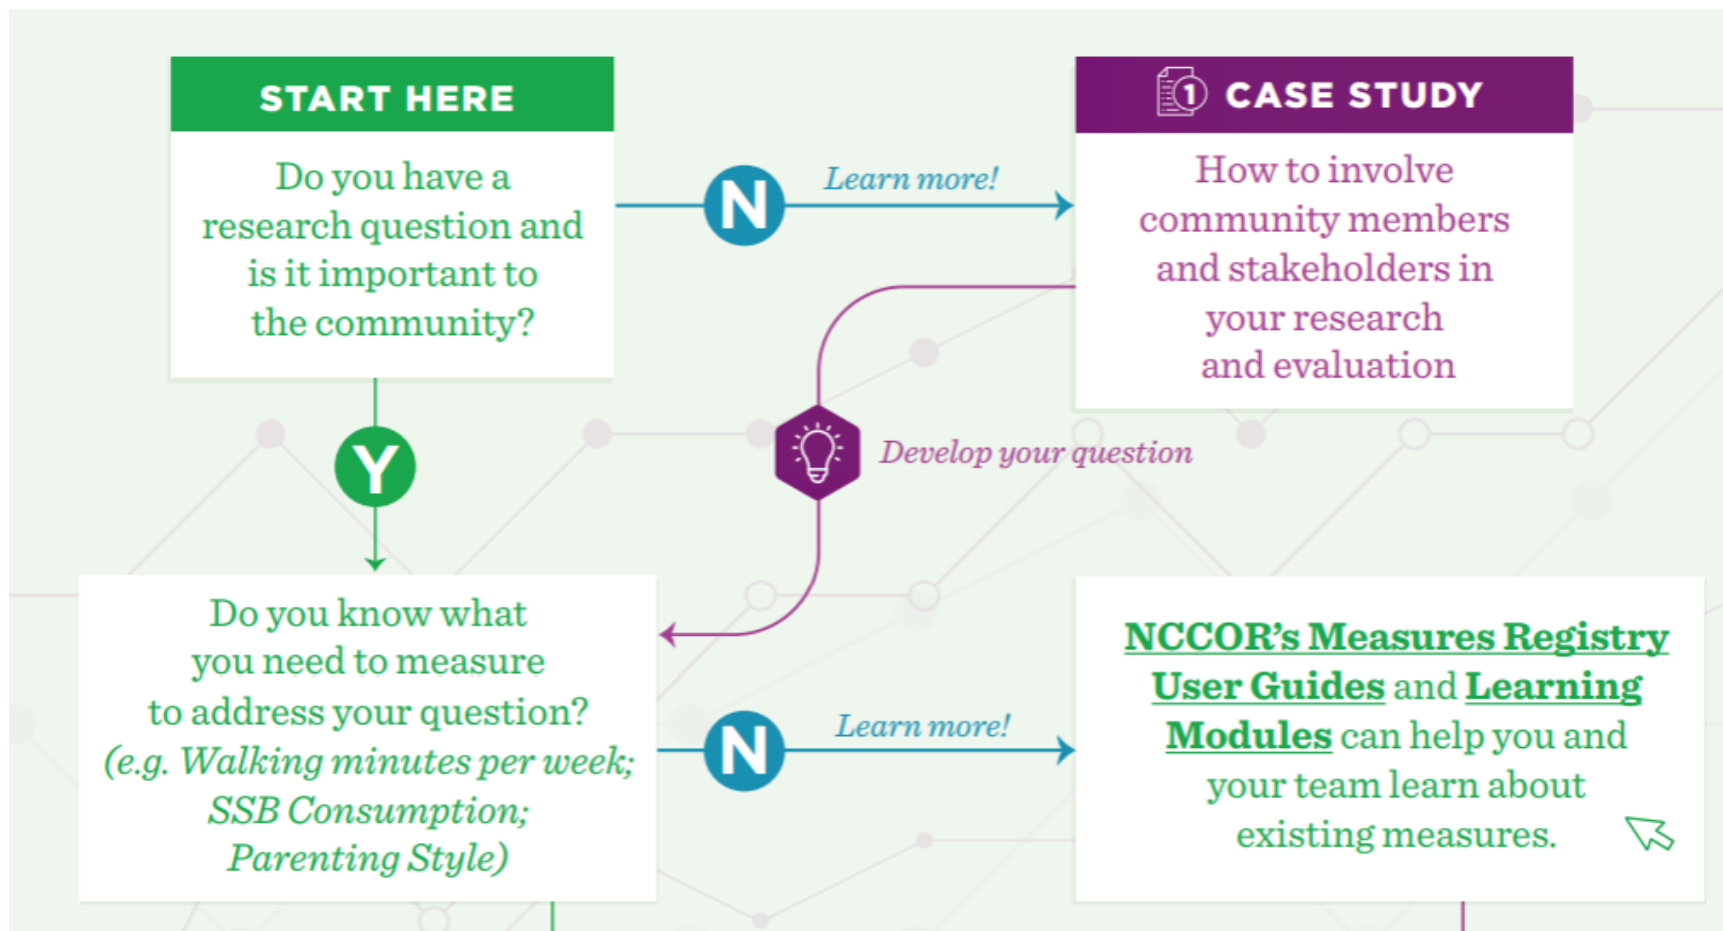 START HERE
Do you have a
research question and
is it important to
the community?
N
Learn more!
1 CASE STUDY
How to involve
community members
and stakeholders in
your research
and evaluation
Y
Develop your question
Do you know what
you need to measure
to address your question?
(e.g. Walking minutes per week;
SSB Consumption;
Parenting Style)
N
Learn more!
NCCOR’s Measures Registry
User Guides and Learning
Modules can help you and
your team learn about
existing measures.